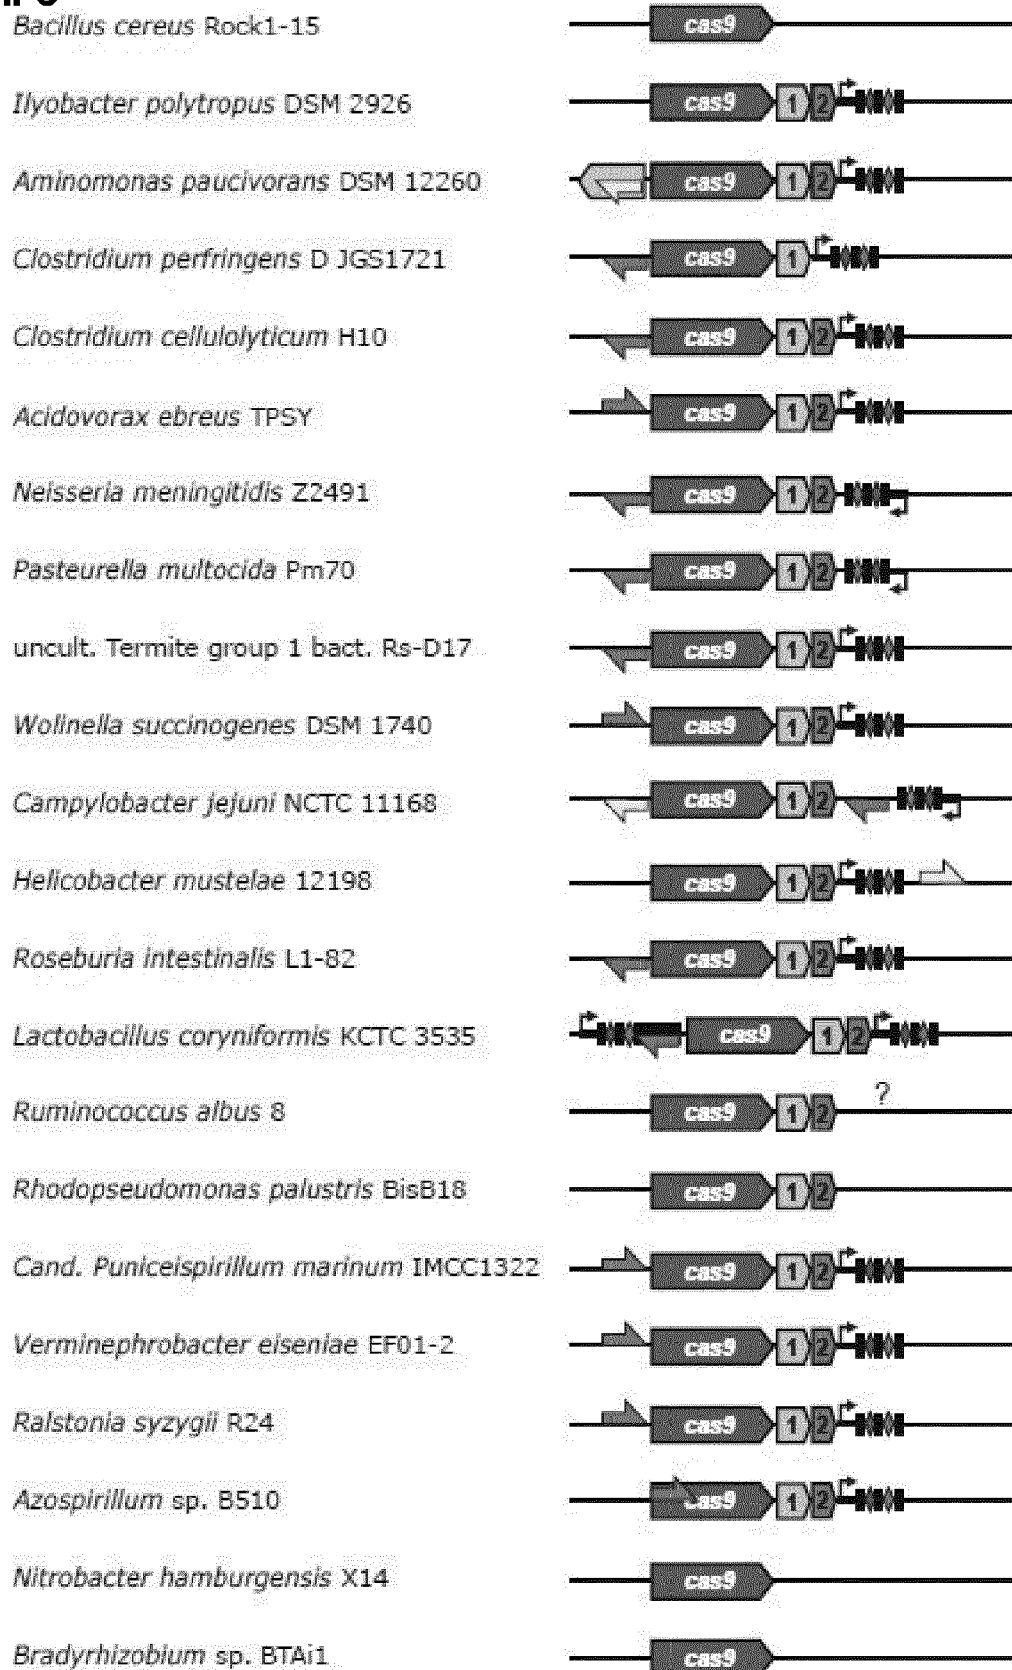 Bacillus cereus Rock1-15 cas9
Ilyobacter polytropus DSM 2926 cas9 1 2
Aminomonas paucivorans DSM 12260 cas9 1 2
Clostridium perfringens D JGS1721 cas9 1
Clostridium cellulolyticum H10 cas9 1 2
Acidovorax ebreus TPSY cas9 1 2
Neisseria meningitidis Z2491 cas9 1 2
Pasteurella multocida Pm70 cas9 1 2
uncult. Termite group 1 bact. Rs-D17 cas9 1 2
Wolinella succinogenes DSM 1740 cas9 1 2
Campylobacter jejuni NCTC 11168 cas9 1 2
Helicobacter mustelae 12198 cas9 1 2
Roseburia intestinalis L1-82 cas9 1 2
Lactobacillus coryniformis KCTC 3535 cas9 1 2
Ruminococcus albus 8 cas9 1 2 ?
Rhodopseudomonas palustris BisB18 cas9 1 2
Cand. Puniceispirillum marinum IMCC1322 cas9 1 2
Verminephrobacter eiseniae EF01-2 cas9 1 2
Ralstonia syzygii R24 cas9 1 2
Azospirillum sp. B510 cas9 1 2
Nitrobacter hamburgensis X14 cas9
Bradyrhizobium sp. BTAi1 cas9